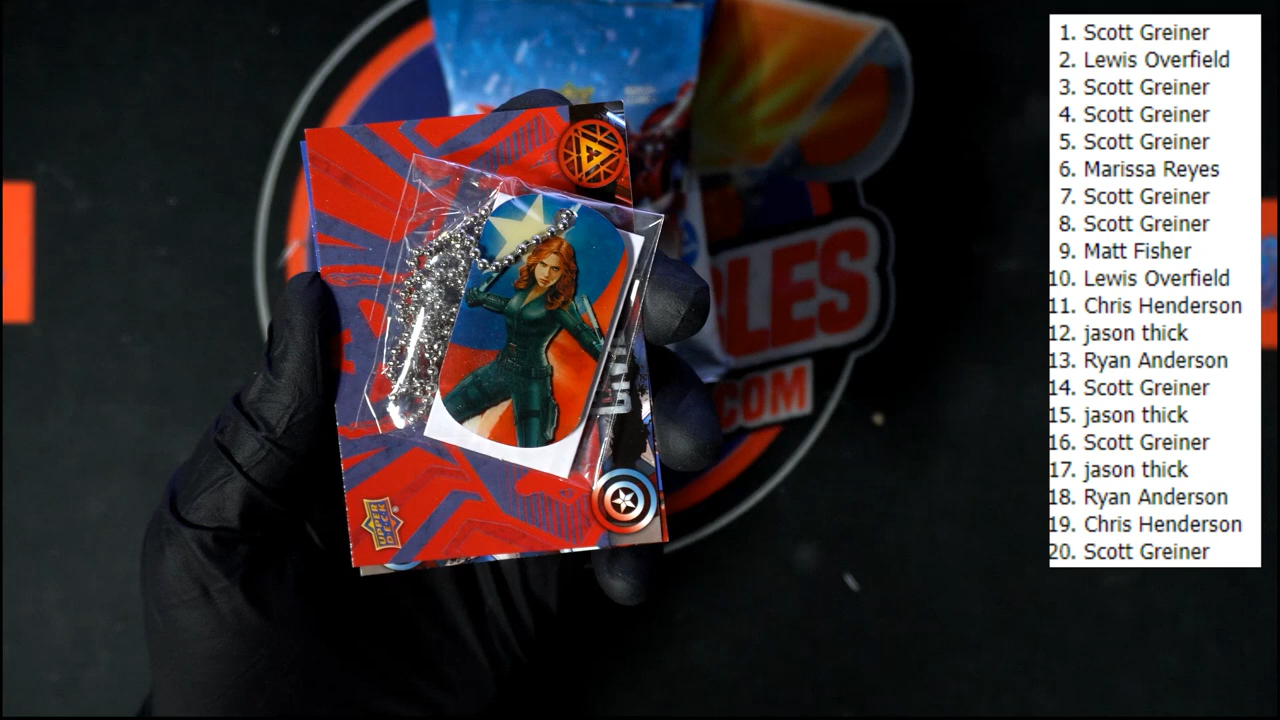 1. Scott Greiner
2. Lewis Overfield
3. Scott Greiner
4. Scott Greiner
5. Scott Greiner
6. Marissa Reyes
7. Scott Greiner
8. Scott Greiner
9. Matt Fisher
10. Lewis Overfield
11. Chris Henderson
12. jason thick
13. Ryan Anderson
14. Scott Greiner
15. jason thick
16. Scott Greiner
17. jason thick
18. Ryan Anderson
19. Chris Henderson
20. Scott Greiner
LES
.COM
UPPER
DECK